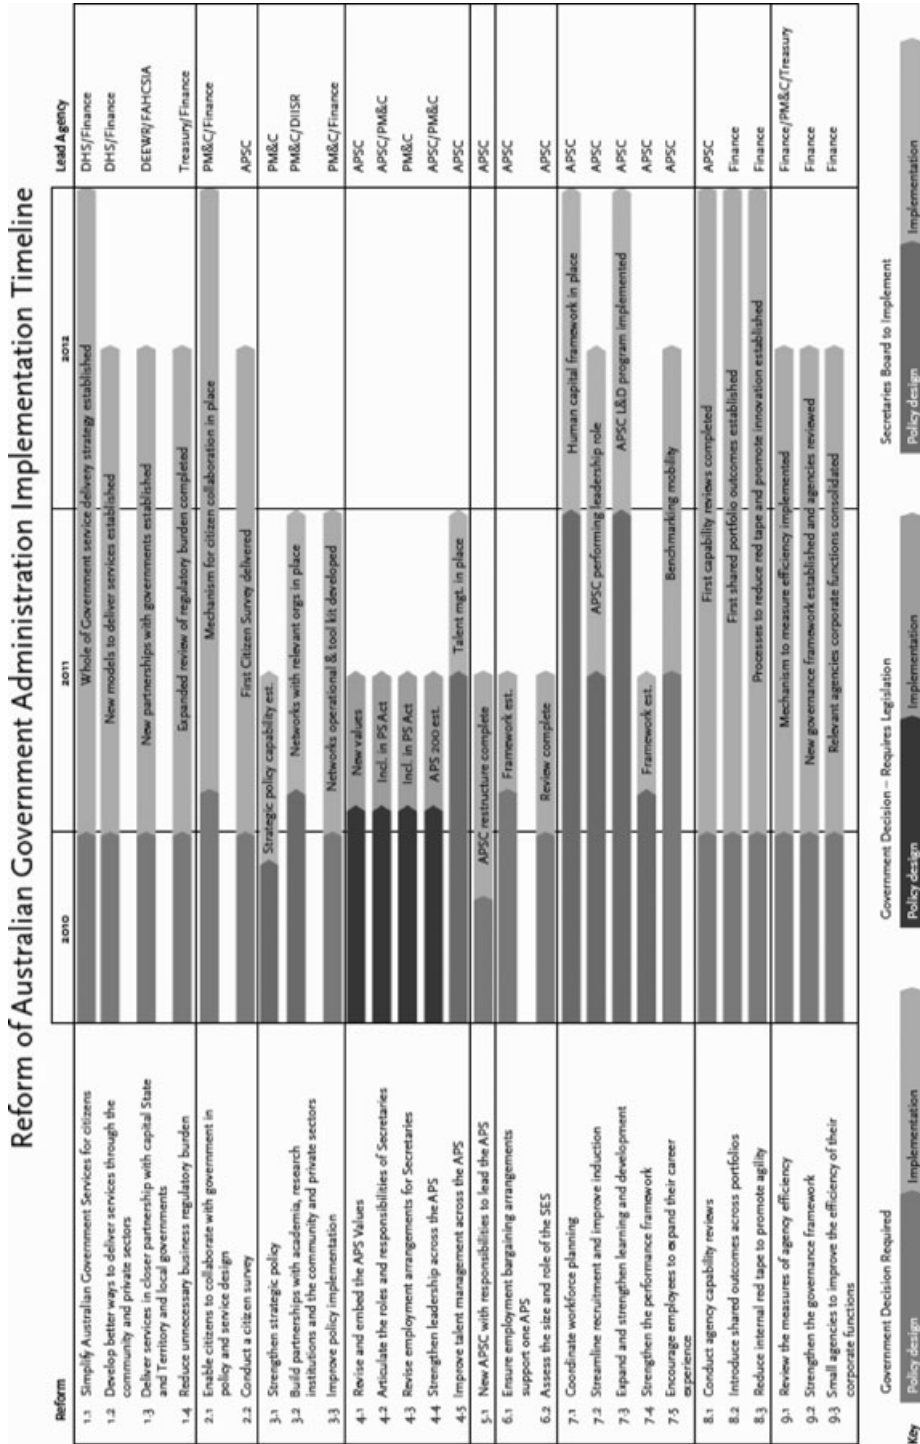 Reform of Australian Government Administration Implementation Timeline
Reform 2010 2011 2012 Lead Agency
1.1 Simplify Australian Government Services for citizens Whole of Government service delivery strategy established DHS/Finance
1.2 Develop better ways to deliver services through the community and private sectors New models to deliver services established DHS/Finance
1.3 Deliver services in closer partnership with capital State and Territory and local governments New partnerships with governments established DEEWR/FAHCSIA
1.4 Reduce unnecessary business regulatory burden Expanded review of regulatory burden completed Treasury/Finance
2.1 Enable citizens to collaborate with government in policy and service design Mechanism for citizen collaboration in place PM&C/Finance
2.2 Conduct a citizen survey First Citizen Survey delivered APSC
3.1 Strengthen strategic policy Strategic policy capability est. PM&C
3.2 Build partnerships with academia, research institutions and the community and private sectors Networks with relevant orgs in place PM&C/DIISR
3.3 Improve policy implementation Networks operational & tool kit developed PM&C/Finance
4.1 Revise and embed the APS Values New values APSC
4.2 Articulate the roles and responsibilities of Secretaries Incl. in PS Act APSC/PM&C
4.3 Revise employment arrangements for Secretaries Incl. in PS Act PM&C
4.4 Strengthen leadership across the APS APS 200 est. APSC/PM&C
4.5 Improve talent management across the APS Talent mgt. in place APSC
5.1 New APSC with responsibilities to lead the APS APSC restructure complete APSC
6.1 Ensure employment bargaining arrangements support one APS Framework est. APSC
6.2 Assess the size and role of the SES Review complete APSC
7.1 Coordinate workforce planning Human capital framework in place APSC
7.2 Streamline recruitment and improve induction APSC performing leadership role APSC
7.3 Expand and strengthen learning and development APSC L&D program implemented APSC
7.4 Strengthen the performance framework Framework est. APSC
7.5 Encourage employees to expand their career experience Benchmarking mobility APSC
8.1 Conduct agency capability reviews First capability reviews completed APSC
8.2 Introduce shared outcomes across portfolios First shared portfolio outcomes established Finance
8.3 Reduce internal red tape to promote agility Processes to reduce red tape and promote innovation established Finance
9.1 Review the measures of agency efficiency Mechanism to measure efficiency implemented Finance/PM&C/Treasury
9.2 Strengthen the governance framework New governance framework established and agencies reviewed Finance
9.3 Small agencies to improve the efficiency of their corporate functions Relevant agencies corporate functions consolidated Finance
Government Decision Required Government Decision – Requires Legislation Secretaries Board to Implement
Key Policy design Implementation Policy design Implementation Policy design Implementation